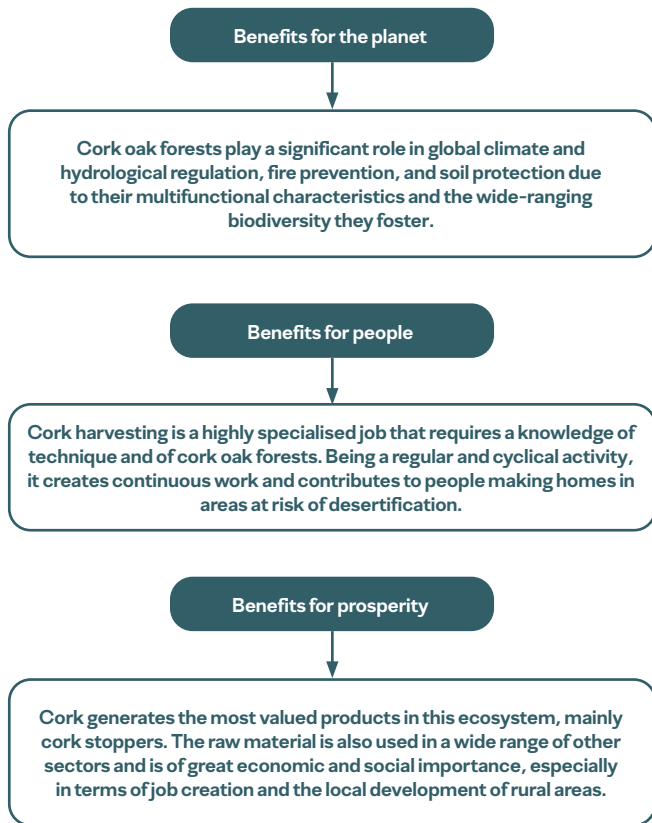 Benefits for the planet
Cork oak forests play a significant role in global climate and
hydrological regulation, fire prevention, and soil protection due
to their multifunctional characteristics and the wide-ranging
biodiversity they foster.
Benefits for people
Cork harvesting is a highly specialised job that requires a knowledge of
technique and of cork oak forests. Being a regular and cyclical activity,
it creates continuous work and contributes to people making homes in
areas at risk of desertification.
Benefits for prosperity
Cork generates the most valued products in this ecosystem, mainly
cork stoppers. The raw material is also used in a wide range of other
sectors and is of great economic and social importance, especially
in terms of job creation and the local development of rural areas.